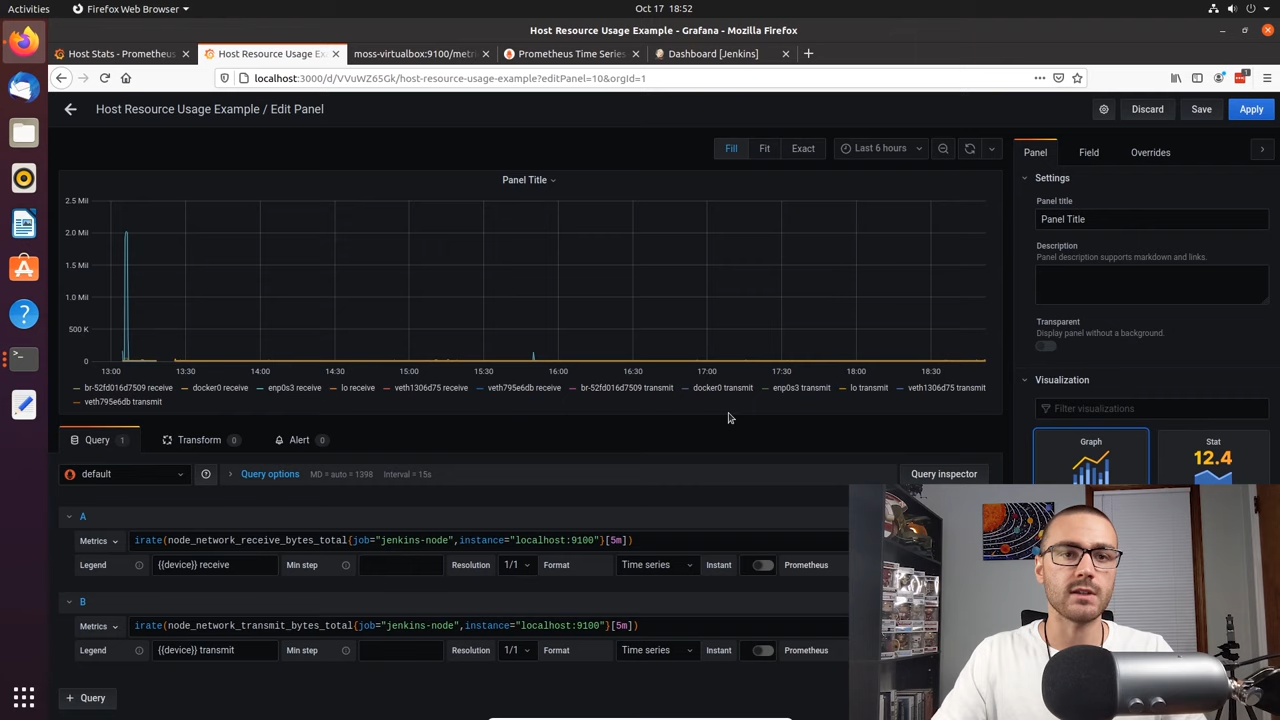 Activities
Firefox Web Browser
Oct 17 18:52
Host Resource Usage Example - Grafana - Mozilla Firefox
Host Stats - Prometheus
Host Resource Usage Ex
moss-virtualbox:9100/metr
Prometheus Time Series
Dashboard [Jenkins]
localhost:3000/d/VVuWZ65Gk/host-resource-usage-example?editPanel=10&orgId=1
Host Resource Usage Example / Edit Panel
Discard
Save
Apply
Fill
Fit
Exact
Last 6 hours
Panel
Field
Overrides
Panel Title
2.5 Mil
2.0 Mil
1.5 Mil
1.0 Mil
500 K
0
13:00 13:30 14:00 14:30 15:00 15:30 16:00 16:30 17:00 17:30 18:00 18:30
br-52fd016d7509 receive docker0 receive enp0s3 receive lo receive veth1306d75 receive veth795e6db receive br-52fd016d7509 transmit docker0 transmit enp0s3 transmit lo transmit veth1306d75 transmit
veth795e6db transmit
Settings
Panel title
Panel Title
Description
Panel description supports markdown and links.
Transparent
Display panel without a background.
Visualization
Filter visualizations
Graph
Stat
12.4
Query 1
Transform 0
Alert 0
default
Query options
MD = auto = 1398
Interval = 15s
Query inspector
A
Metrics
irate(node_network_receive_bytes_total{job="jenkins-node",instance="localhost:9100"}[5m])
Legend
{{device}} receive
Min step
Resolution
1/1
Format
Time series
Instant
Prometheus
B
Metrics
irate(node_network_transmit_bytes_total{job="jenkins-node",instance="localhost:9100"}[5m])
Legend
{{device}} transmit
Min step
Resolution
1/1
Format
Time series
Instant
Prometheus
+ Query